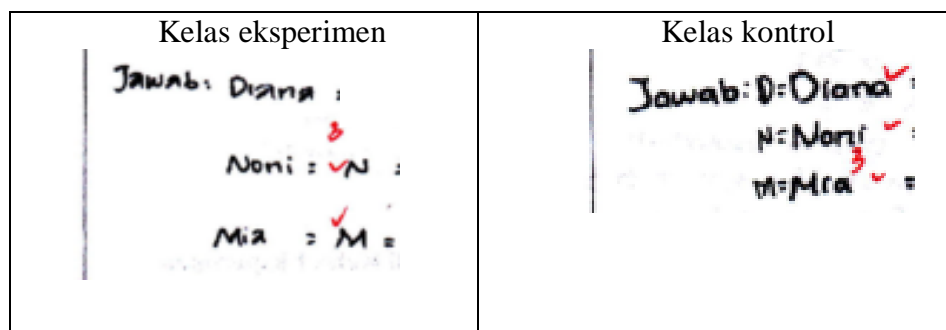 Kelas eksperimen
Jawab: Diana :
3
Noni = ✓ N =
Mia = ✓ M =
Kelas kontrol
Jawab: D=Diana ✓ =
N=Noni ✓ =
3
M=Mia ✓ =